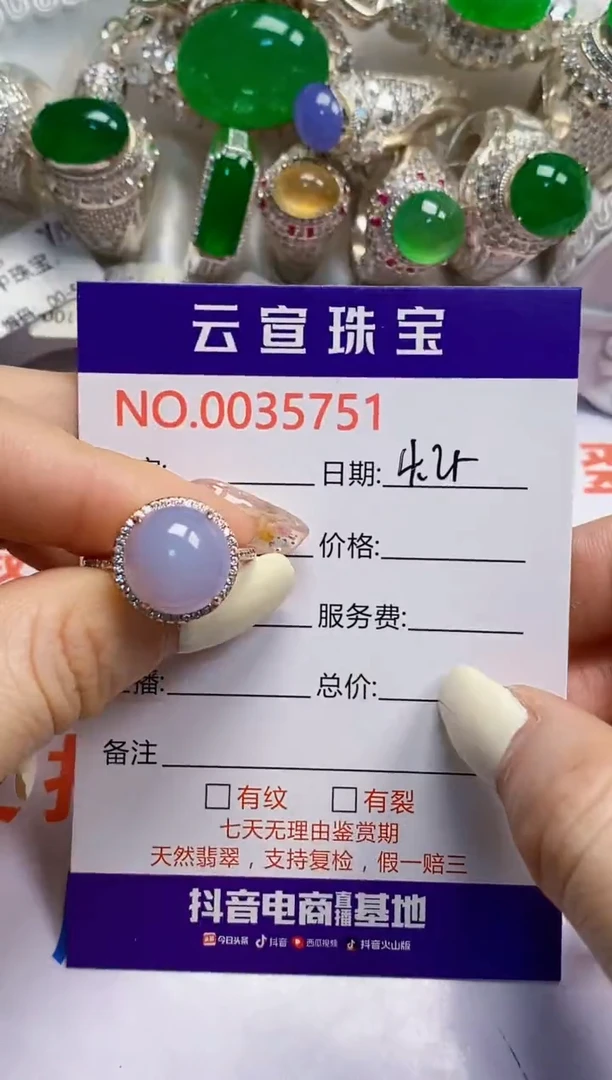 云宣珠宝
NO.0035751
日期:
价格:
服务费:
播:
总价:
备注
有纹 有裂
七天无理由鉴赏期
天然翡翠，支持复检，假一赔三
抖音电商直播基地
今日头条 抖音 西瓜视频 抖音火山版